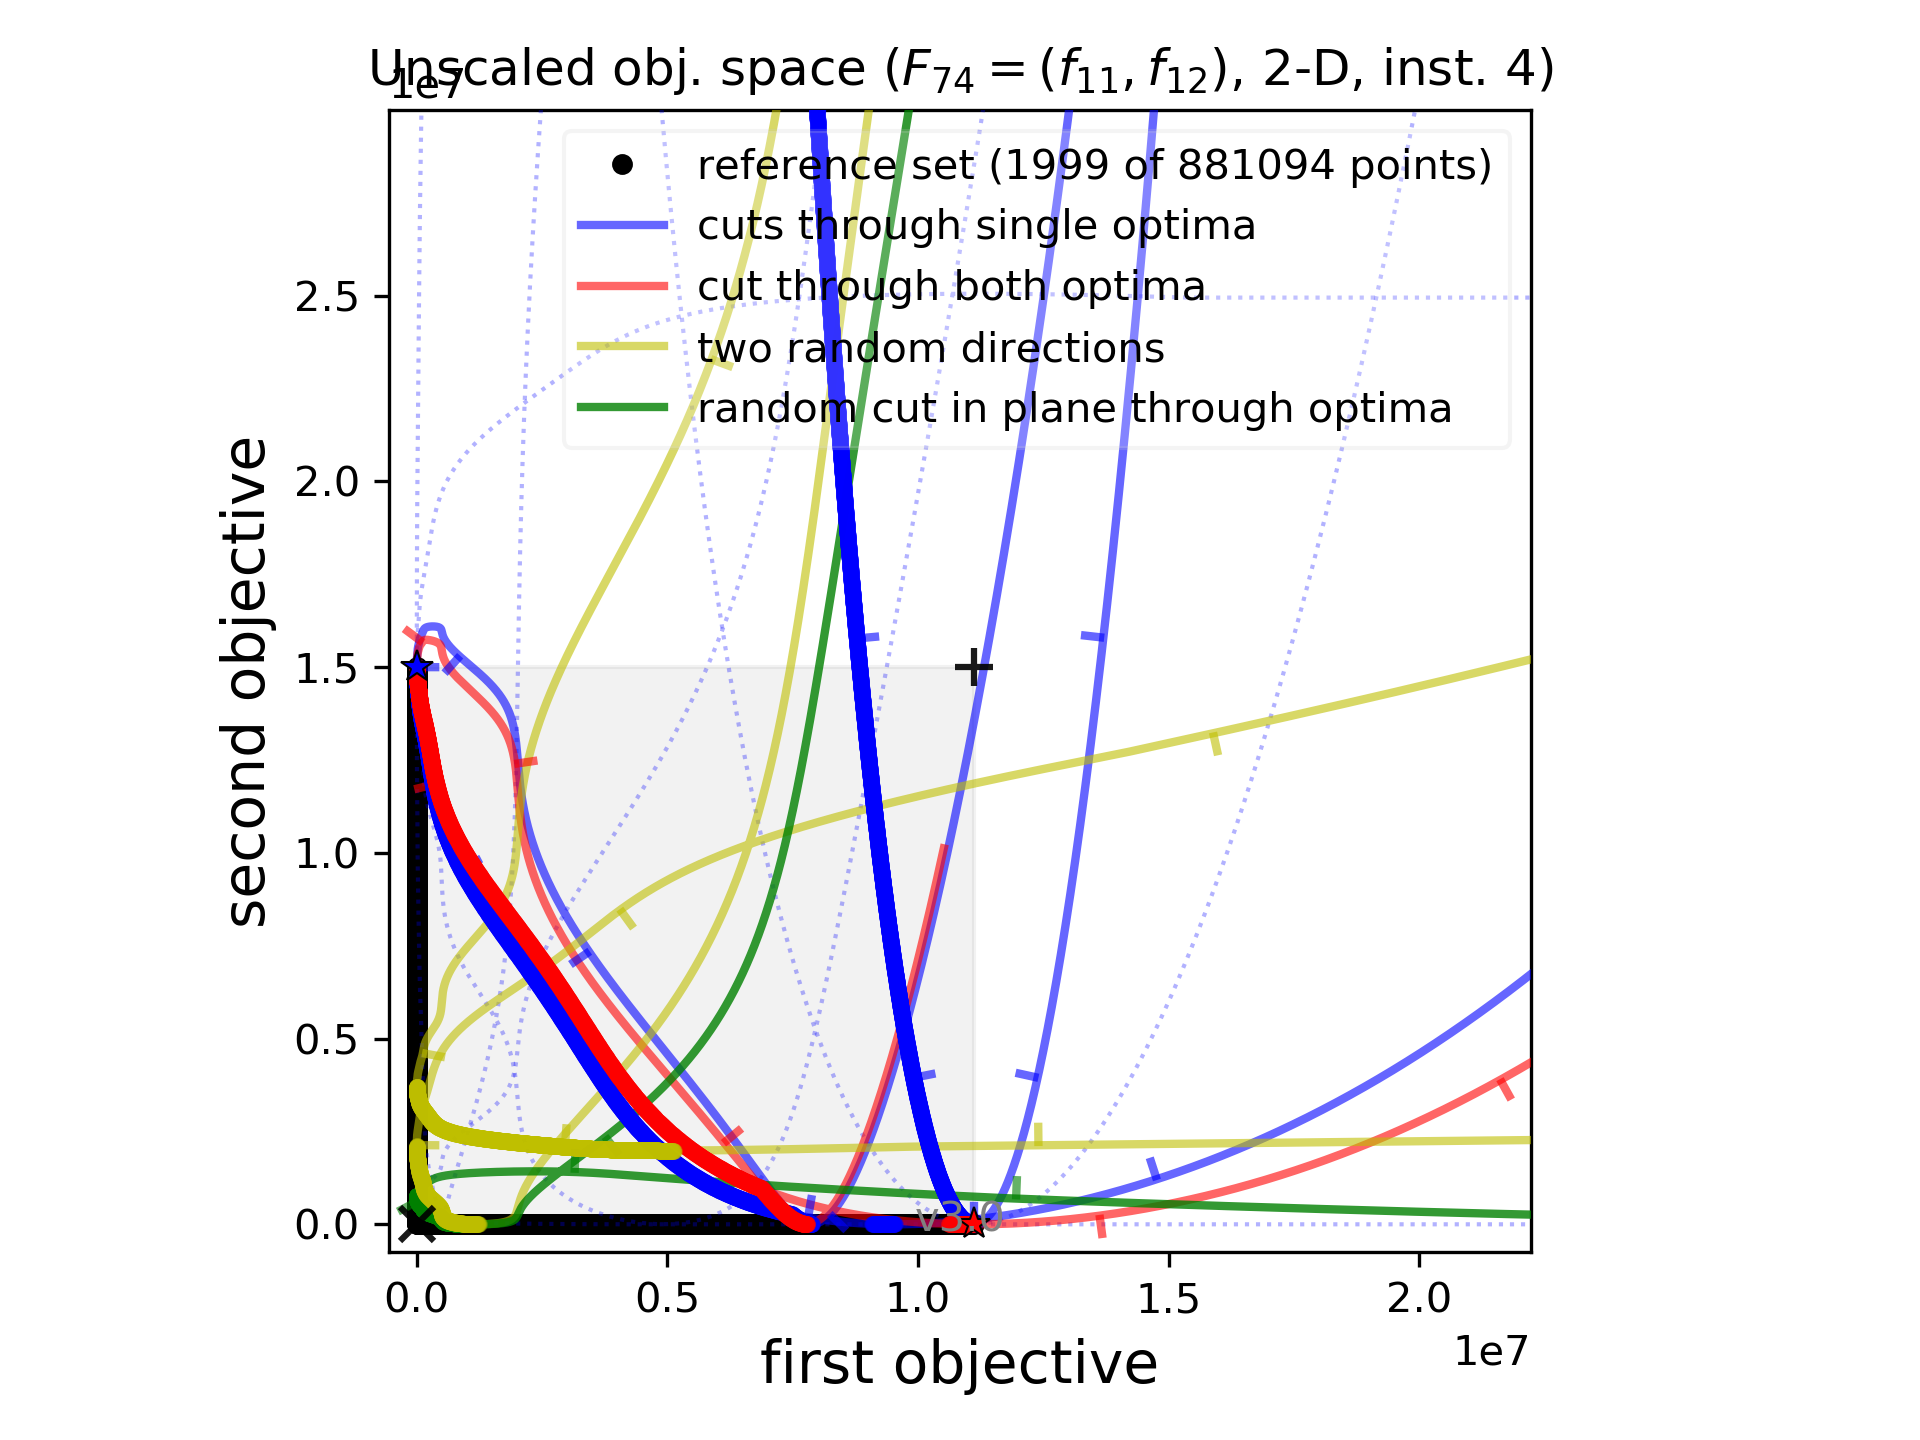 Unscaled obj. space (F74 = (f11, f12), 2-D, inst. 4)
1e7
reference set (1999 of 881094 points)
cuts through single optima
cut through both optima
two random directions
random cut in plane through optima
2.5
2.0
1.5
1.0
0.5
0.0
second objective
v3.0
0.0 0.5 1.0 1.5 2.0
1e7
first objective